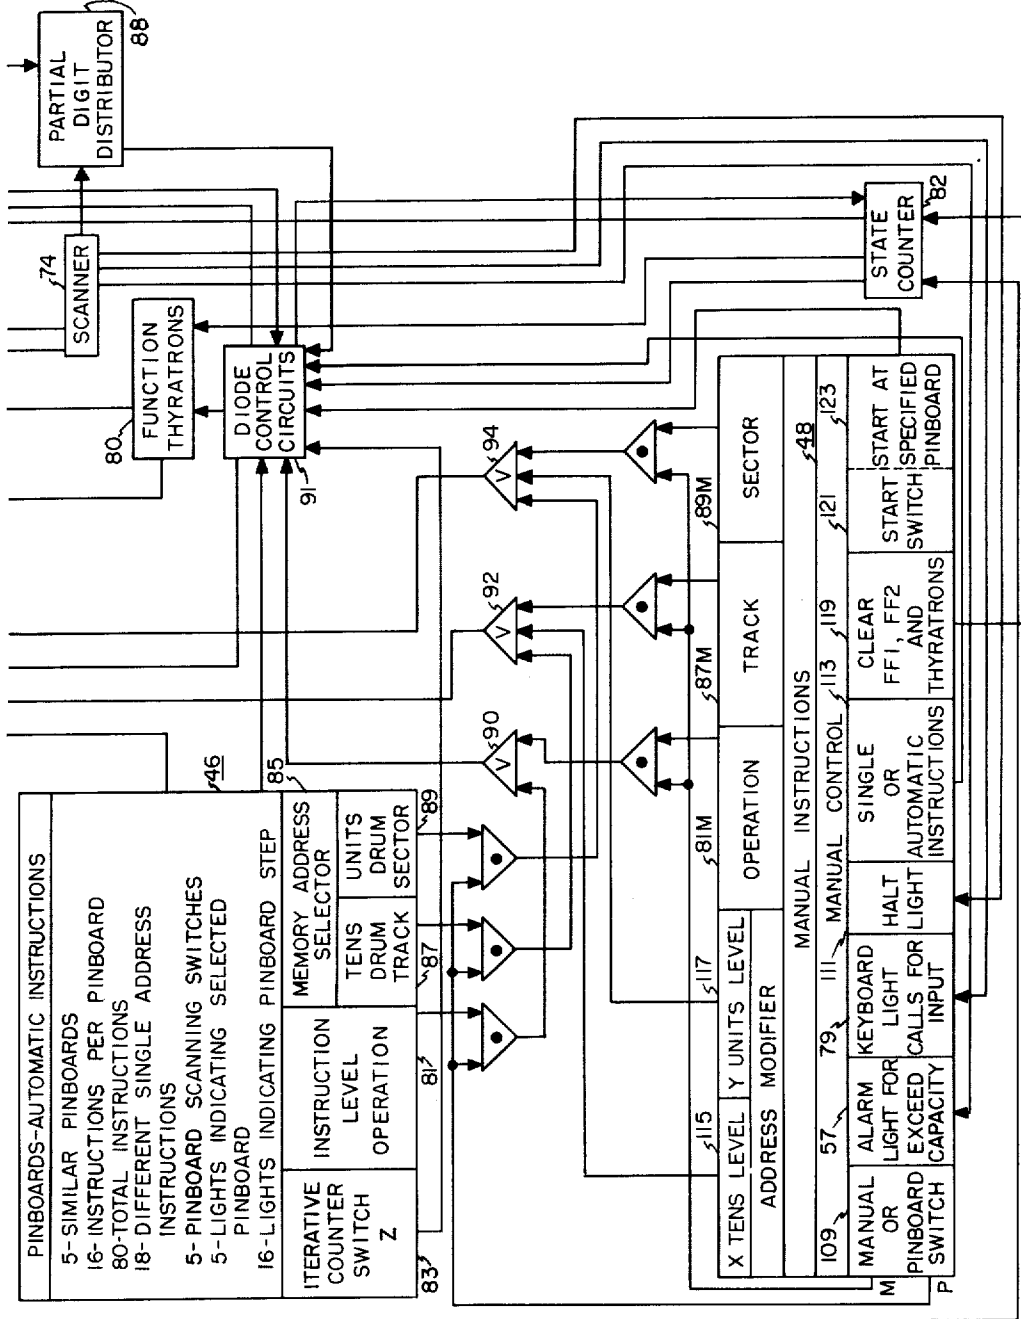 PINBOARDS-AUTOMATIC INSTRUCTIONS
5- SIMILAR PINBOARDS
16- INSTRUCTIONS PER PINBOARD
80-TOTAL INSTRUCTIONS
18- DIFFERENT SINGLE ADDRESS
INSTRUCTIONS
5- PINBOARD SCANNING SWITCHES
5- LIGHTS INDICATING SELECTED
PINBOARD
16-LIGHTS INDICATING PINBOARD STEP
46
ITERATIVE
COUNTER
SWITCH
Z
83
INSTRUCTION
LEVEL
OPERATION
81
MEMORY ADDRESS
SELECTOR
85
TENS
DRUM
TRACK
87
UNITS
DRUM
SECTOR
89
90
V
92
V
94
V
FUNCTION
THYRATRONS
80
DIODE
CONTROL
CIRCUITS
91
SCANNER
74
PARTIAL
DIGIT
DISTRIBUTOR
88
STATE
COUNTER
82
115
X TENS LEVEL
117
Y UNITS LEVEL
ADDRESS MODIFIER
81M
OPERATION
87M
TRACK
89M
SECTOR
MANUAL INSTRUCTIONS
48
MANUAL CONTROL
109
MANUAL
OR
PINBOARD
SWITCH
M
P
57
ALARM
LIGHT FOR
EXCEED
CAPACITY
79
KEYBOARD
LIGHT
CALLS FOR
INPUT
111
HALT
LIGHT
113
SINGLE
OR
AUTOMATIC
INSTRUCTIONS
119
CLEAR
FF1, FF2
AND
THYRATRONS
121
START
SWITCH
123
START AT
SPECIFIED
PINBOARD